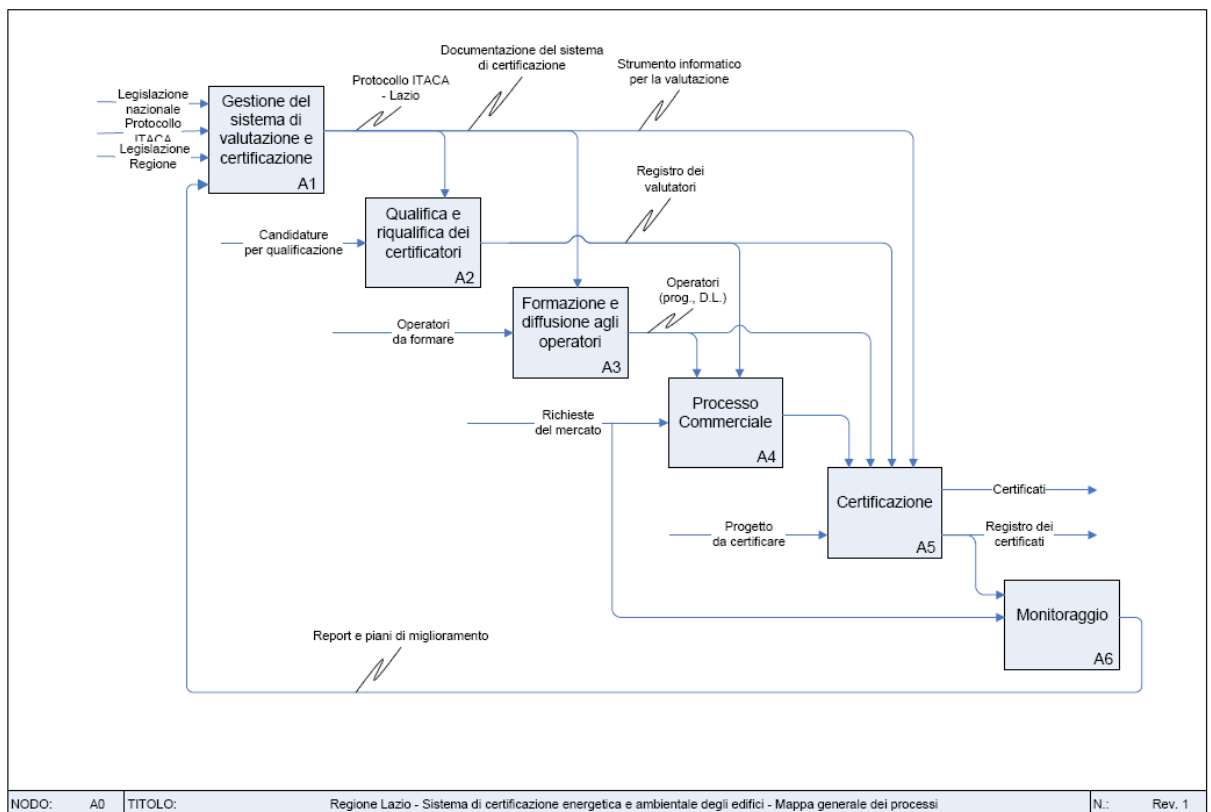 Documentazione del sistema
di certificazione
Strumento informatico
per la valutazione
Protocollo ITACA
- Lazio
Legislazione
nazionale
Protocollo
ITACA
Legislazione
Regione
Gestione del
sistema di
valutazione e
certificazione
A1
Registro dei
valutatori
Candidature
per qualificazione
Qualifica e
riqualifica dei
certificatori
A2
Operatori
(prog., D.L.)
Operatori
da formare
Formazione e
diffusione agli
operatori
A3
Richieste
del mercato
Processo
Commerciale
A4
Progetto
da certificare
Certificazione
A5
Certificati
Registro dei
certificati
Monitoraggio
A6
Report e piani di miglioramento
NODO: A0 TITOLO: Regione Lazio - Sistema di certificazione energetica e ambientale degli edifici - Mappa generale dei processi N.: Rev. 1